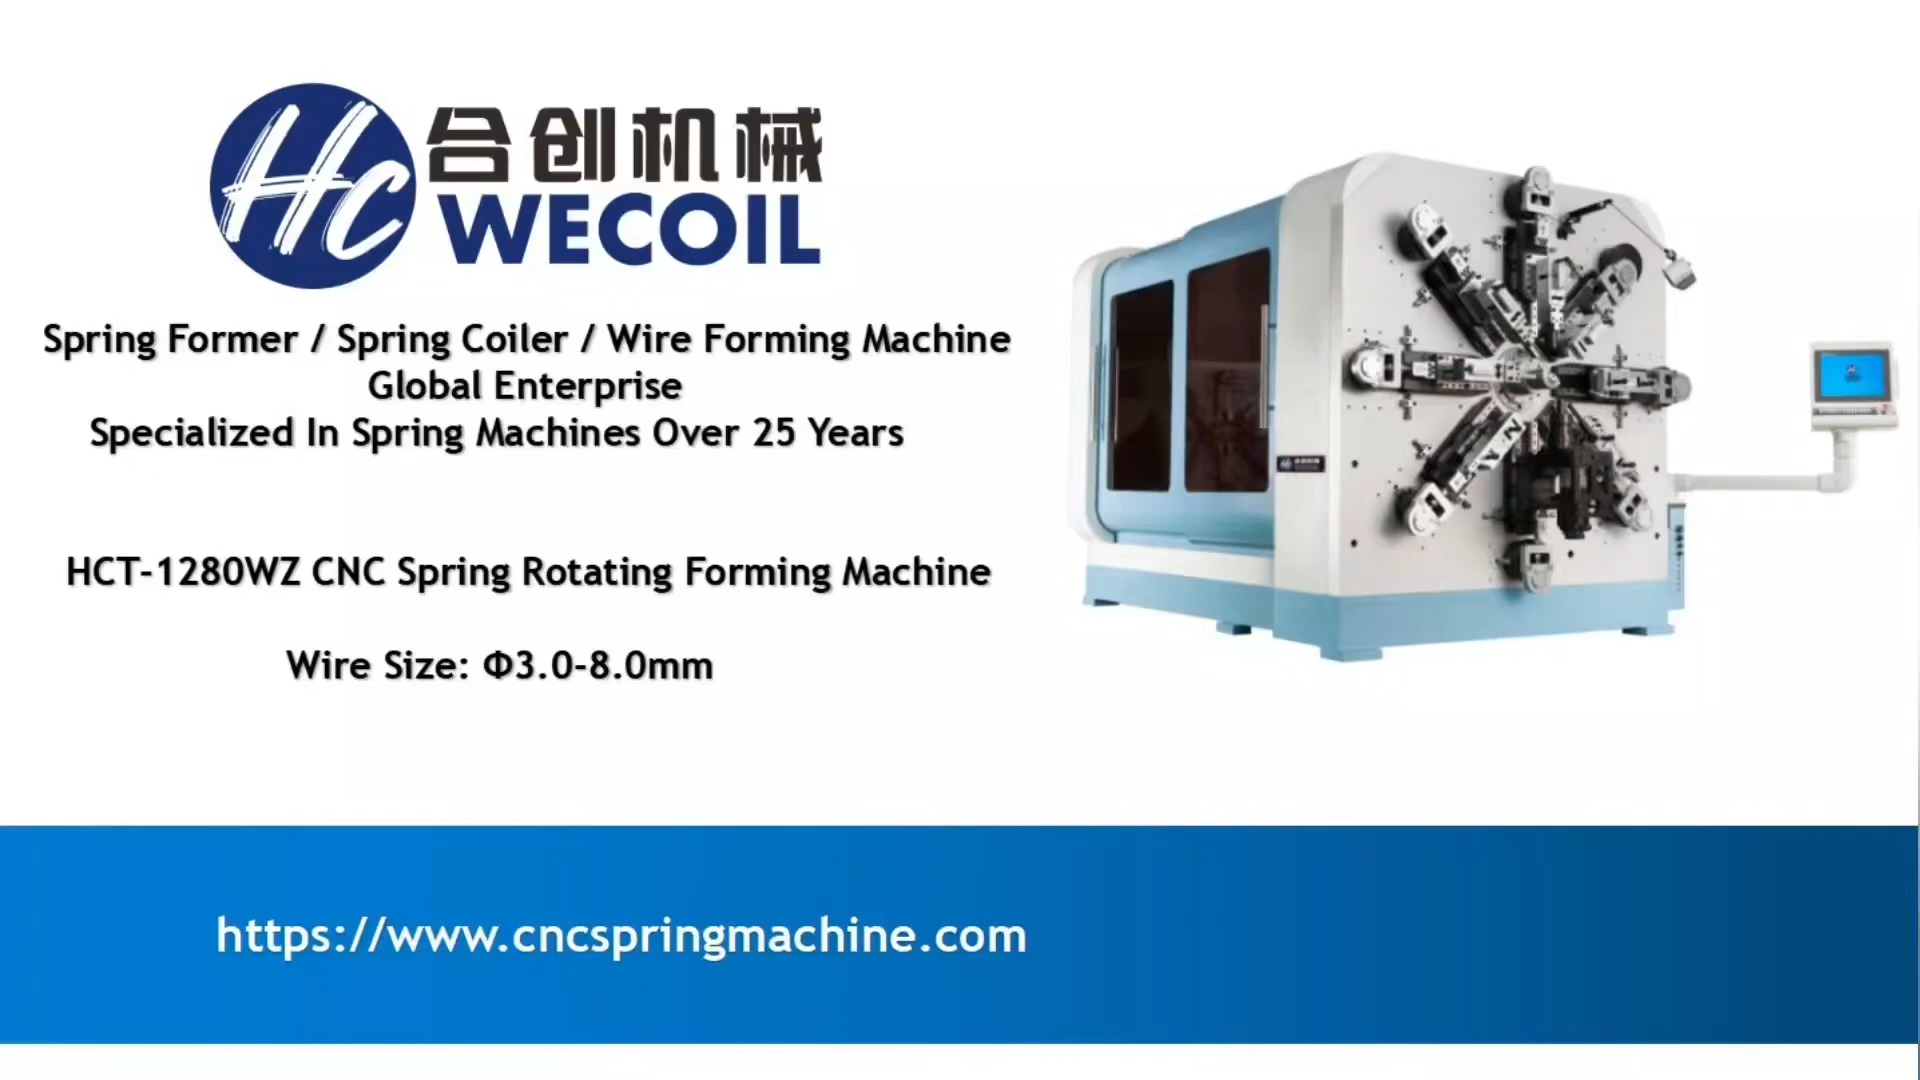 Hc
合创机械
WECOIL
Spring Former / Spring Coiler / Wire Forming Machine
Global Enterprise
Specialized In Spring Machines Over 25 Years
HCT-1280WZ CNC Spring Rotating Forming Machine
Wire Size: Φ3.0-8.0mm
https://www.cncspringmachine.com